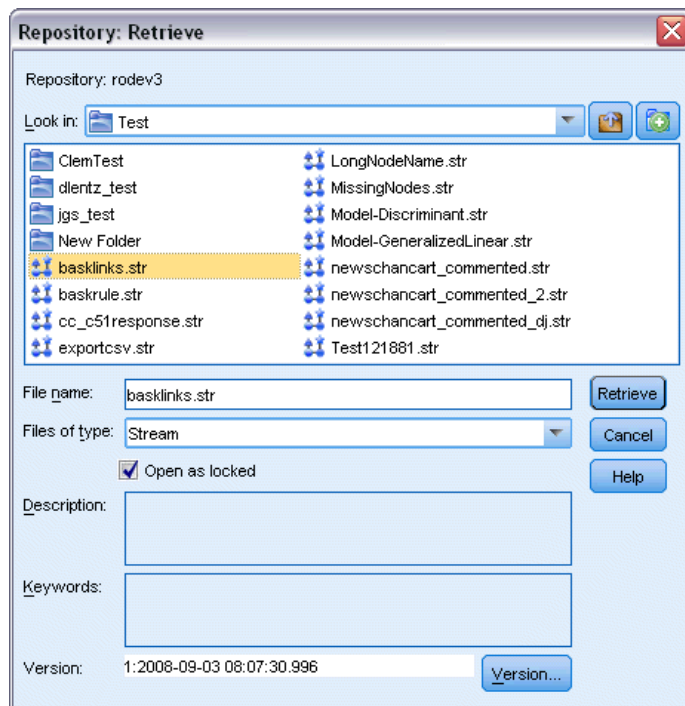 Repository: Retrieve
Repository: rodev3
Look in: Test
ClemTest
dlentz_test
jgs_test
New Folder
basklinks.str
baskrule.str
cc_c51response.str
exportcsv.str
LongNodeName.str
MissingNodes.str
Model-Discriminant.str
Model-GeneralizedLinear.str
newschancart_commented.str
newschancart_commented_2.str
newschancart_commented_dj.str
Test121881.str
File name: basklinks.str Retrieve
Files of type: Stream Cancel
Open as locked
Help
Description:
Keywords:
Version: 1:2008-09-03 08:07:30.996 Version...